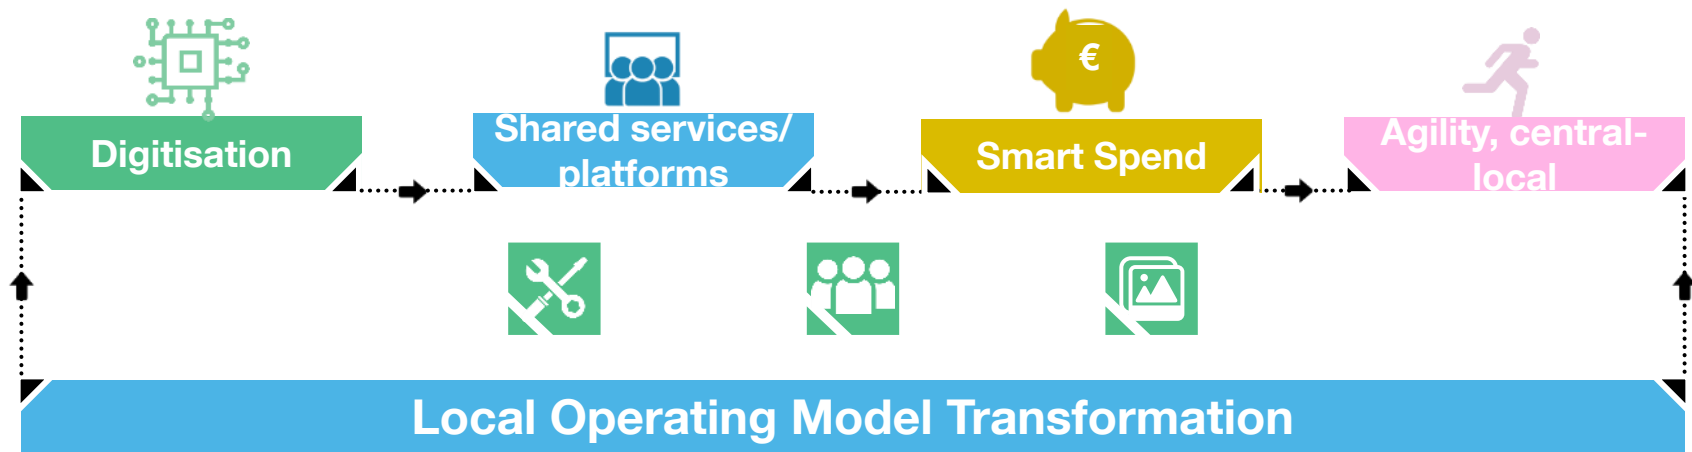 €
Digitisation
Shared services/
platforms
Smart Spend
Agility, central-
local
Local Operating Model Transformation